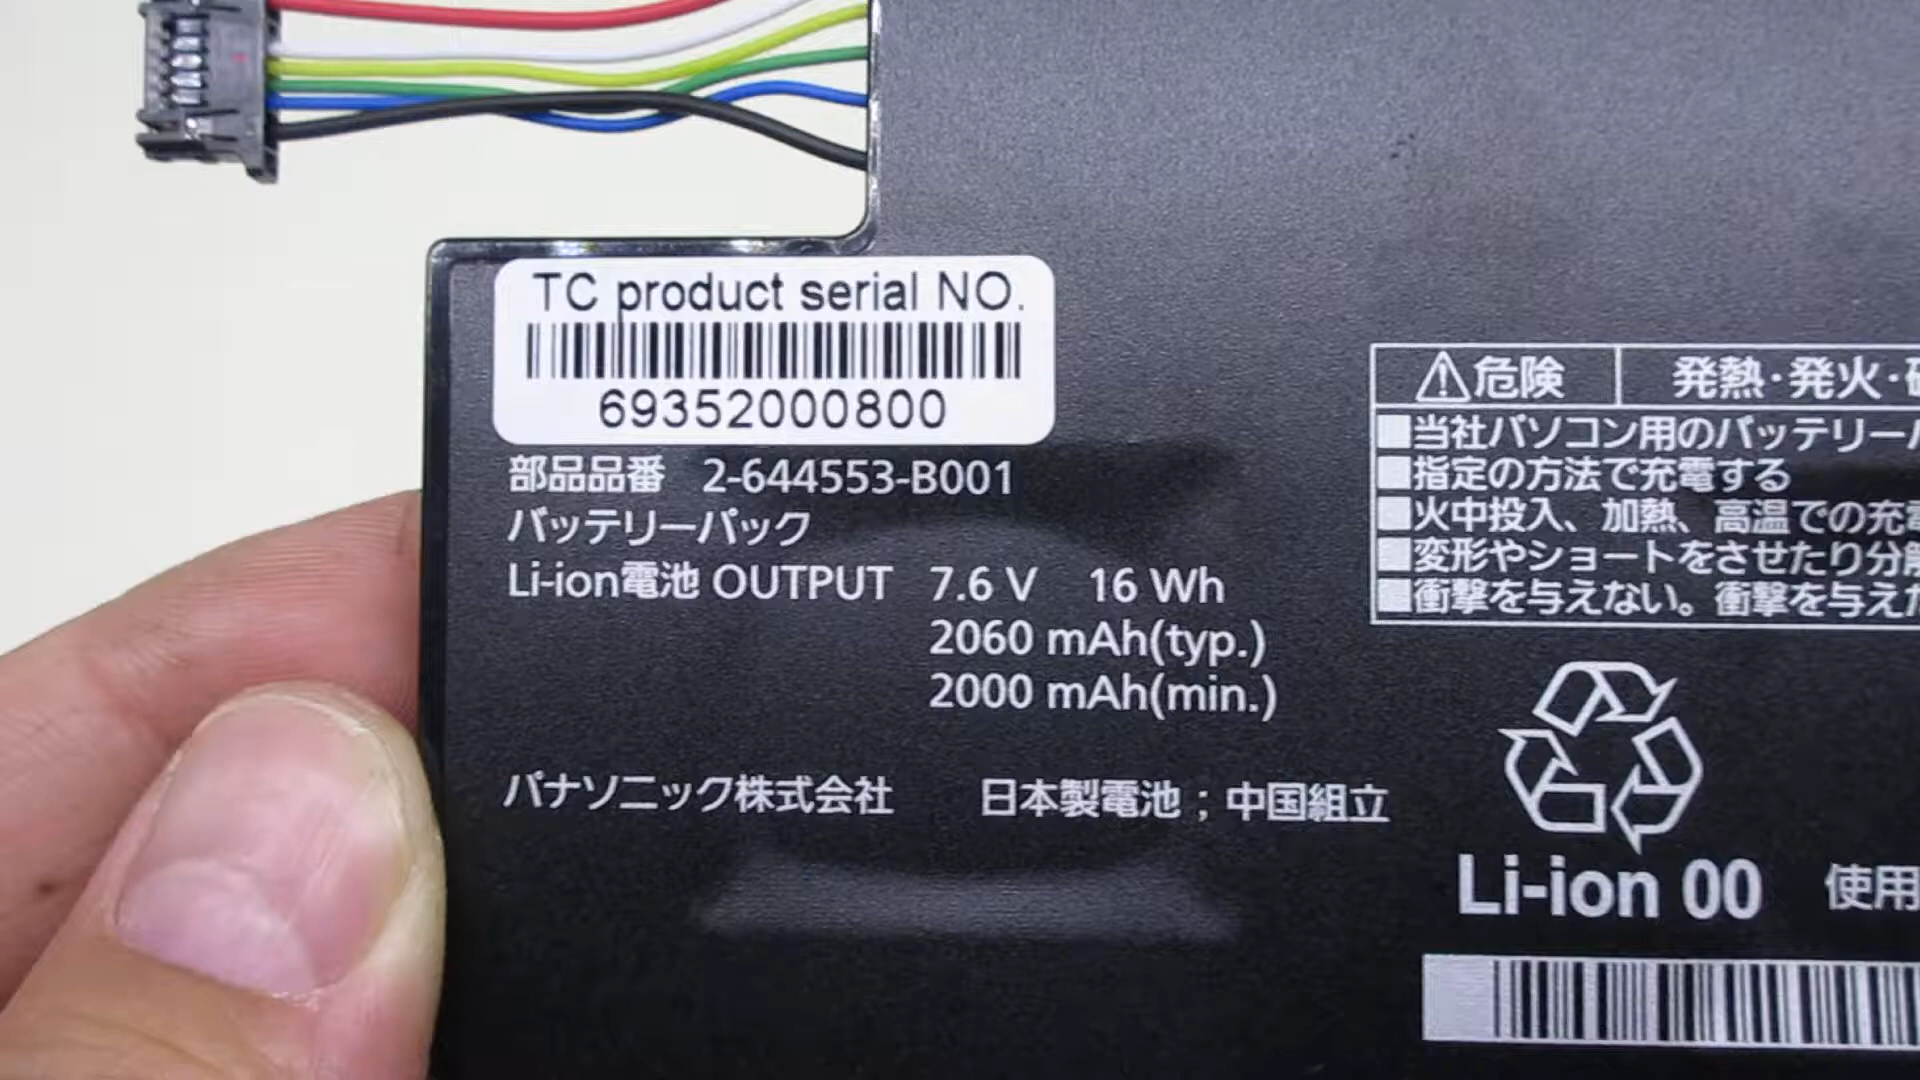 TC product serial NO.
69352000800
部品品番 2-644553-B001
バッテリーパック
Li-ion電池 OUTPUT 7.6 V 16 Wh
2060 mAh(typ.)
2000 mAh(min.)
パナソニック株式会社 日本製電池；中国組立
⚠危険 発熱・発火・
■当社パソコン用のバッテリー
■指定の方法で充電する
■火中投入、加熱、高温での充電
■変形やショートをさせたり分解
■衝撃を与えない。衝撃を与えた
Li-ion 00 使用